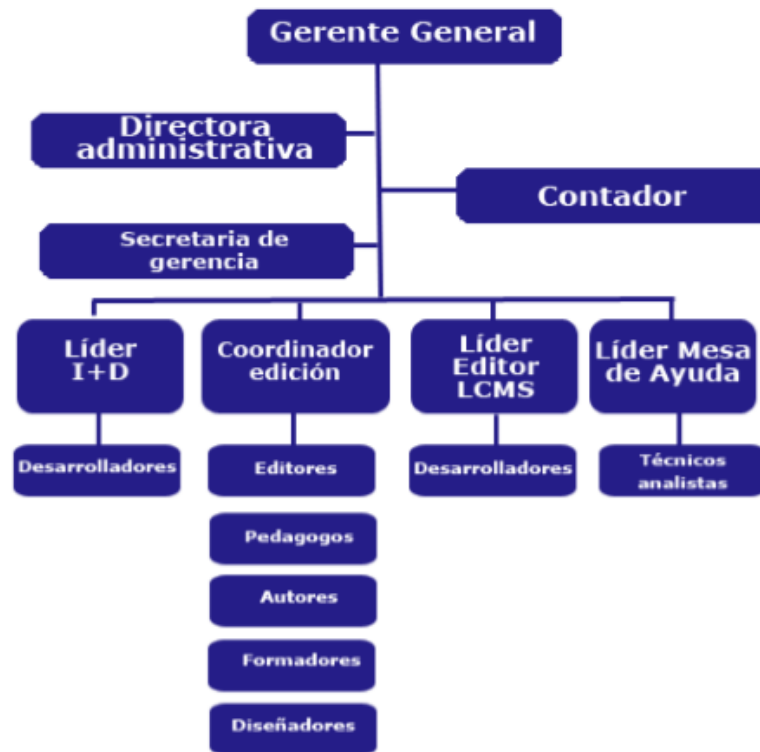 Gerente General
Directora
administrativa
Contador
Secretaria de
gerencia
Líder
I+D
Coordinador
edición
Líder
Editor
LCMS
Líder Mesa
de Ayuda
Desarrolladores
Editores
Desarrolladores
Técnicos
analistas
Pedagogos
Autores
Formadores
Diseñadores